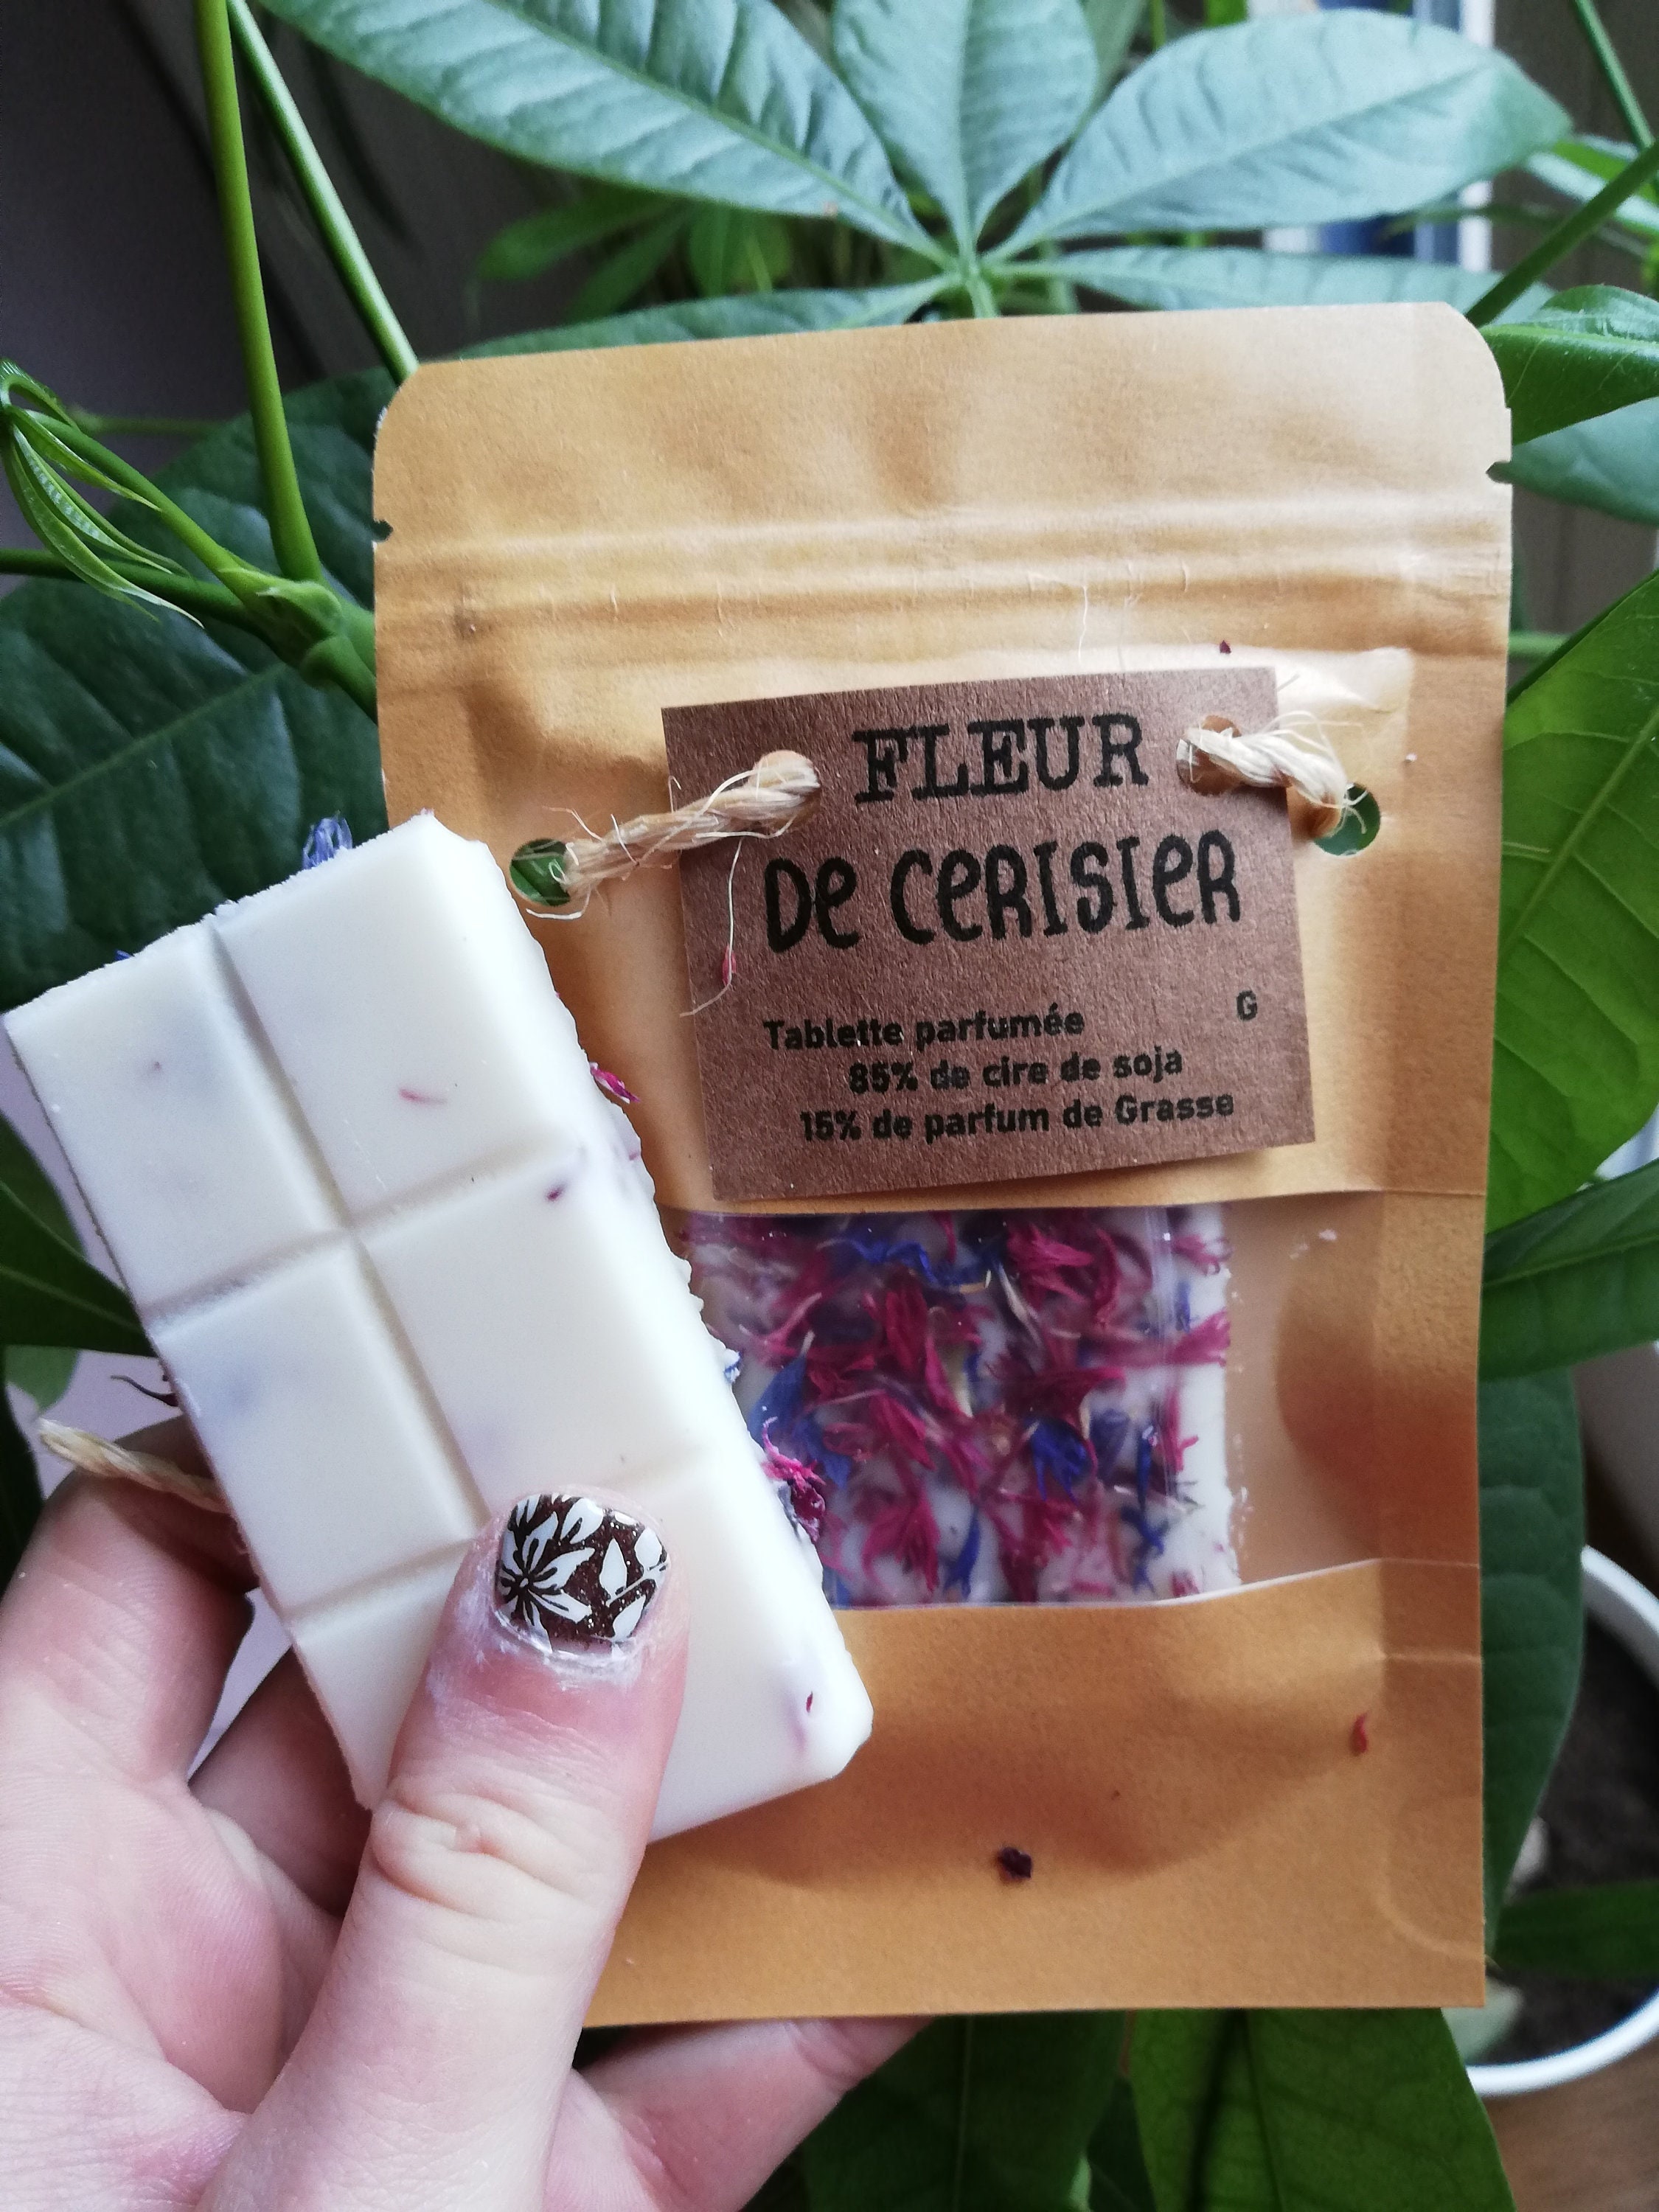 FLEUR
De CeRISIeR
G
Tablette parfumée
85% de cire de soja
15% de parfum de Grasse